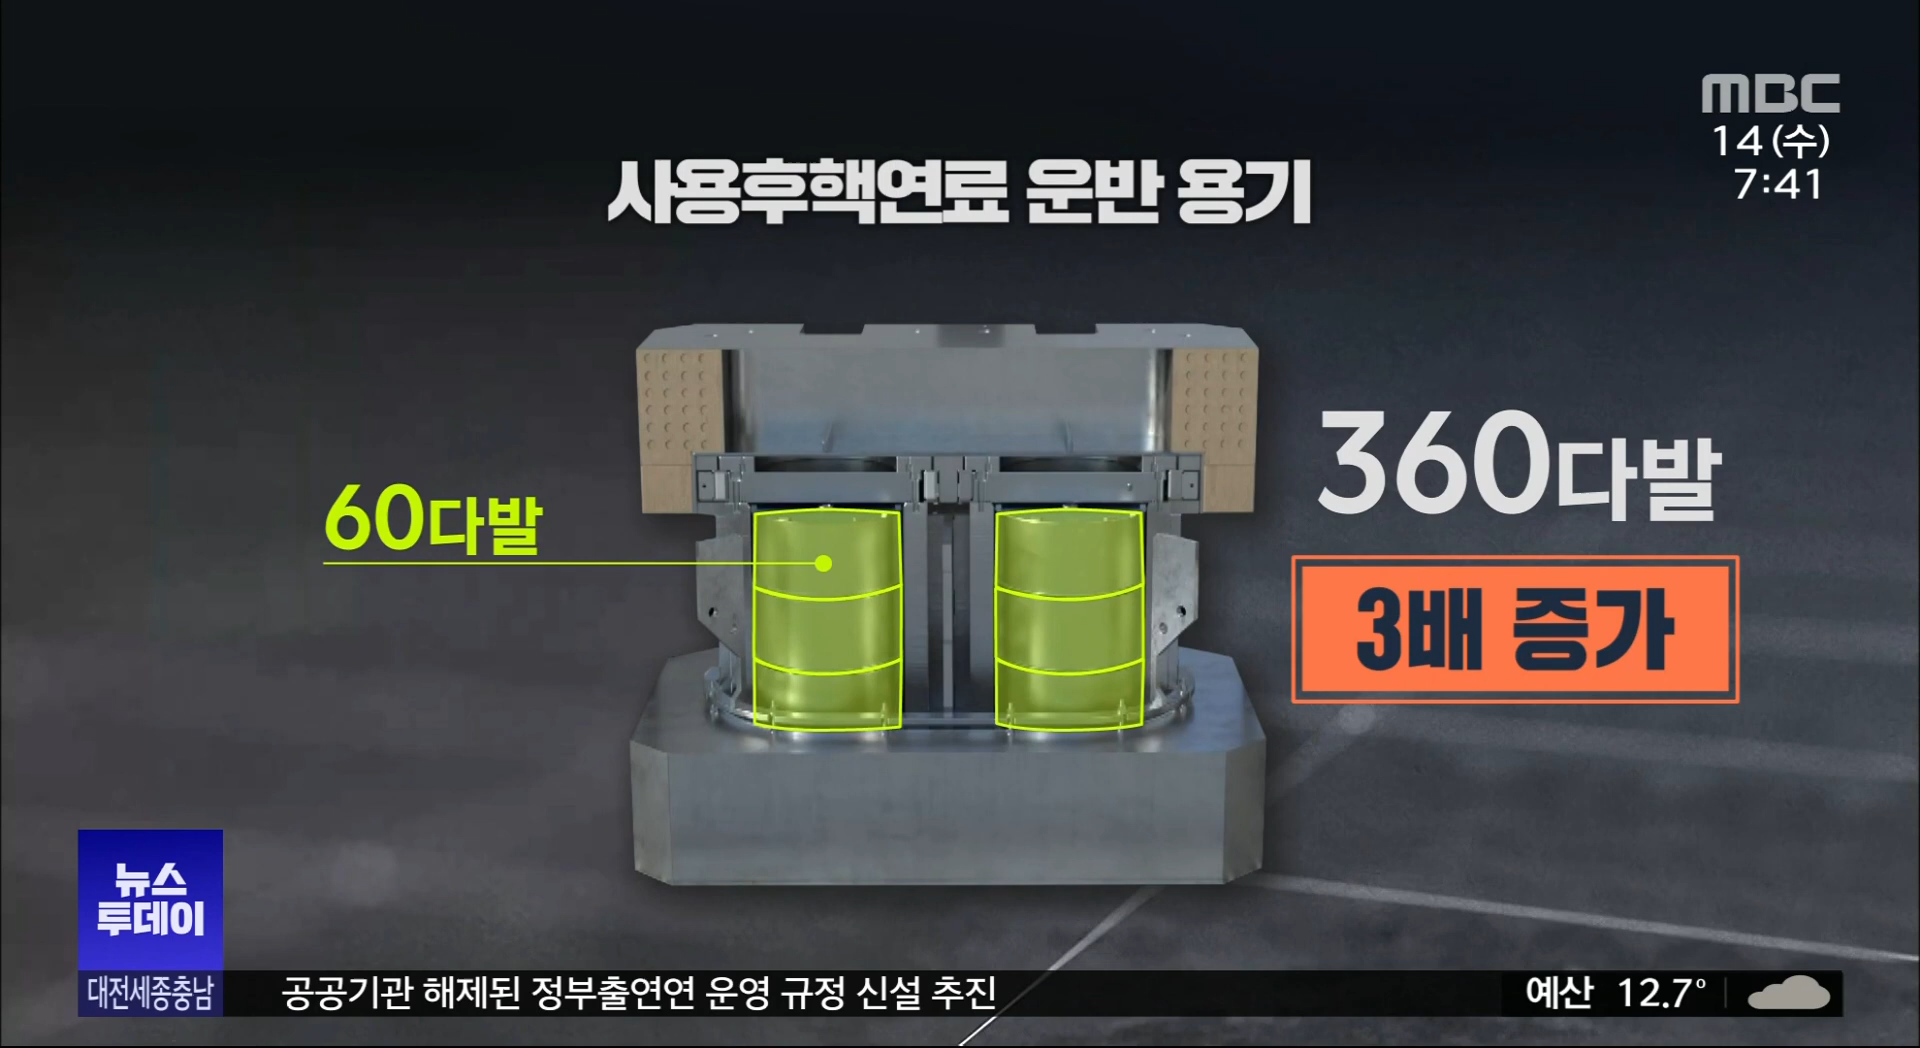 MBC
14(수)
7:41
사용후핵연료 운반 용기
360다발
60다발
3배 증가
뉴스
투데이
대전세종충남
공공기관 해제된 정부출연연 운영 규정 신설 추진
예산 12.7°